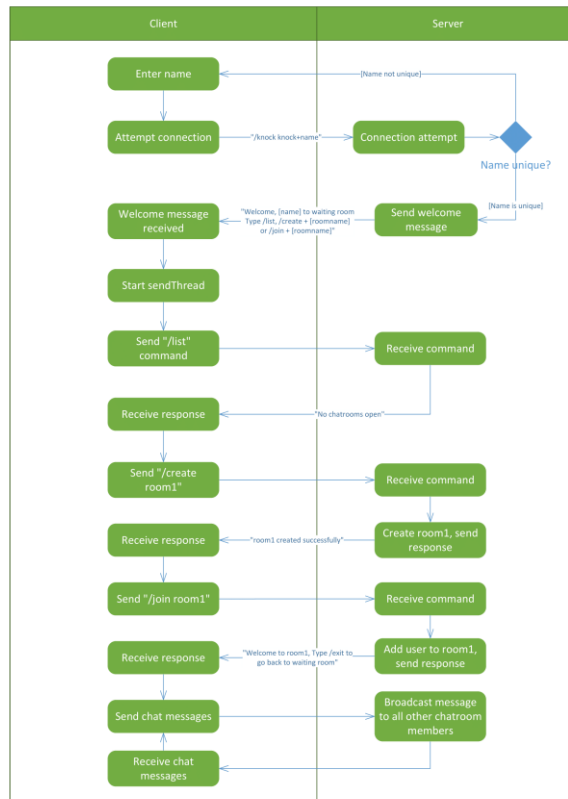 Client
Server
Enter name
[Name not unique]
Attempt connection
"/knock knock+name"
Connection attempt
Name unique?
[Name is unique]
Welcome message
received
"Welcome, [name] to waiting room
Type /list, /create + [roomname]
or /join + [roomname]"
Send welcome
message
Start sendThread
Send "/list"
command
Receive command
Receive response
"No chatrooms open"
Send "/create
room1"
Receive command
Receive response
"room1 created successfully"
Create room1, send
response
Send "/join room1"
Receive command
Receive response
"Welcome to room1, Type /exit to
go back to waiting room"
Add user to room1,
send response
Send chat messages
Broadcast message
to all other chatroom
members
Receive chat
messages